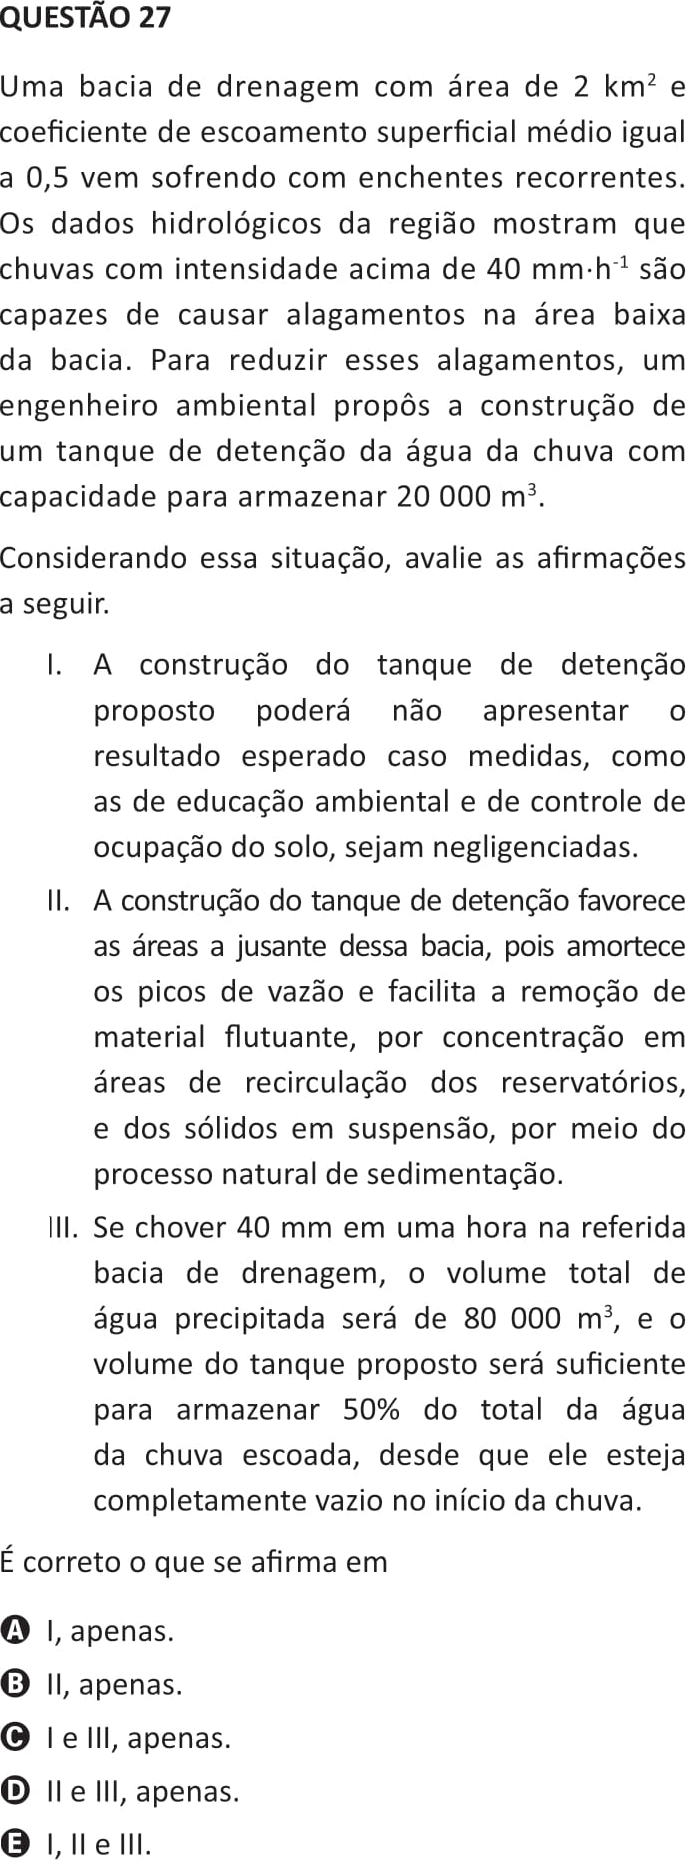 QUESTÃO 27
Uma bacia de drenagem com área de 2 km² e
coeficiente de escoamento superficial médio igual
a 0,5 vem sofrendo com enchentes recorrentes.
Os dados hidrológicos da região mostram que
chuvas com intensidade acima de 40 mm·h⁻¹ são
capazes de causar alagamentos na área baixa
da bacia. Para reduzir esses alagamentos, um
engenheiro ambiental propôs a construção de
um tanque de detenção da água da chuva com
capacidade para armazenar 20 000 m³.
Considerando essa situação, avalie as afirmações
a seguir.
I. A construção do tanque de detenção
proposto poderá não apresentar o
resultado esperado caso medidas, como
as de educação ambiental e de controle de
ocupação do solo, sejam negligenciadas.
II. A construção do tanque de detenção favorece
as áreas a jusante dessa bacia, pois amortece
os picos de vazão e facilita a remoção de
material flutuante, por concentração em
áreas de recirculação dos reservatórios,
e dos sólidos em suspensão, por meio do
processo natural de sedimentação.
III. Se chover 40 mm em uma hora na referida
bacia de drenagem, o volume total de
água precipitada será de 80 000 m³, e o
volume do tanque proposto será suficiente
para armazenar 50% do total da água
da chuva escoada, desde que ele esteja
completamente vazio no início da chuva.
É correto o que se afirma em
A I, apenas.
B II, apenas.
C I e III, apenas.
D II e III, apenas.
E I, II e III.